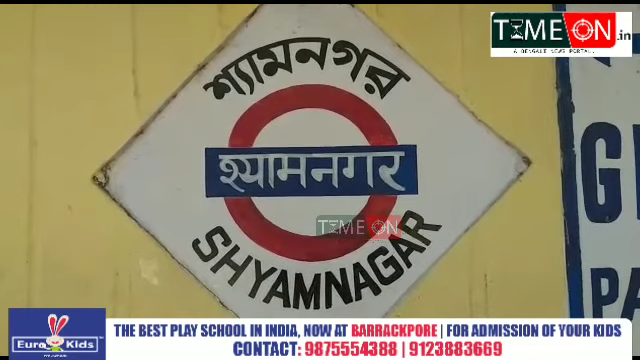 TIME ON .in
A BENGALI NEWS PORTAL..
শ্যামনগর
श्यामनगर
TIME ON
SHYAMNAGAR
G
PA
Euro Kids
THE BEST PLAY SCHOOL IN INDIA, NOW AT BARRACKPORE | FOR ADMISSION OF YOUR KIDS
CONTACT: 9875554388 | 9123883669